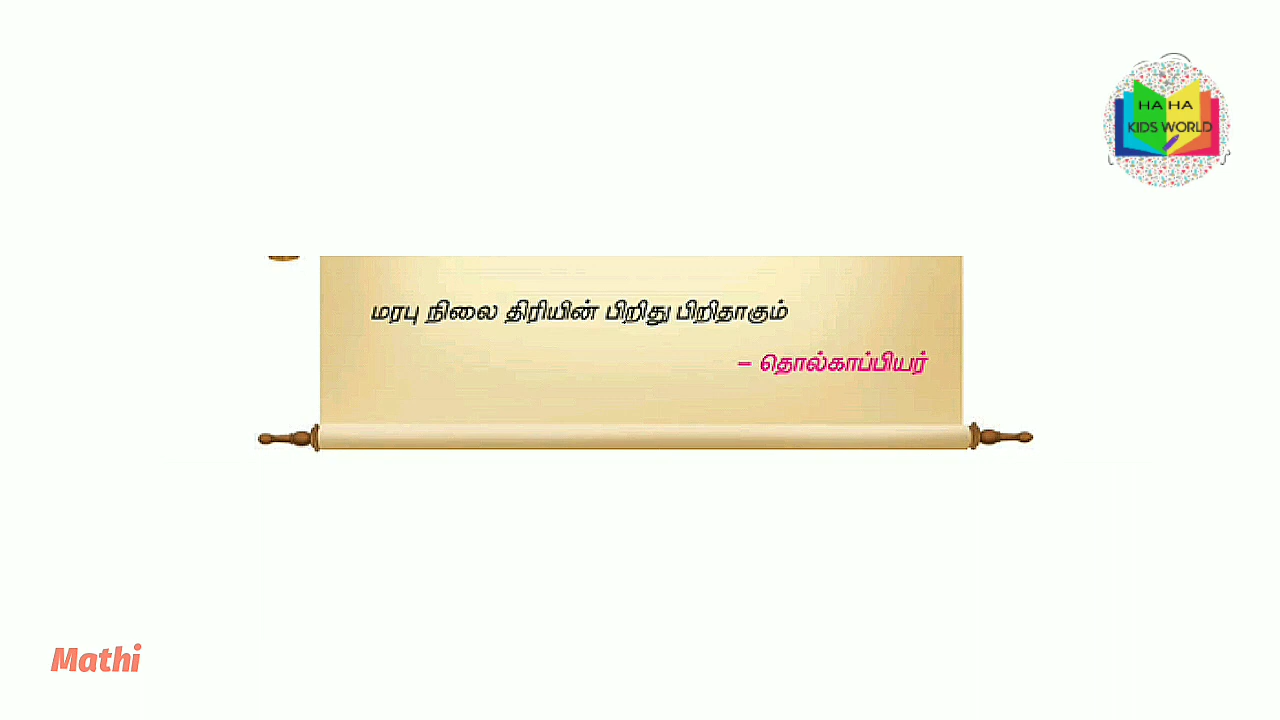 HA HA
KIDS WORLD
மரபு நிலை திரியின் பிறிது பிறிதாகும்
– தொல்காப்பியர்
Mathi